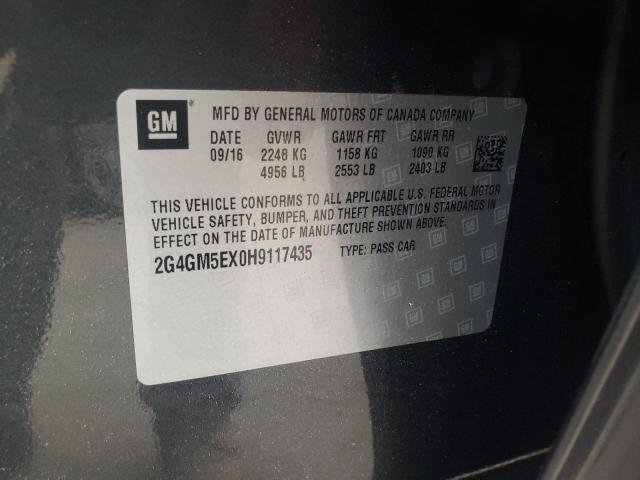 GM
MFD BY GENERAL MOTORS OF CANADA COMPANY
DATE GVWR GAWR FRT GAWR RR
09/16 2248 KG 1158 KG 1090 KG
4956 LB 2553 LB 2403 LB
THIS VEHICLE CONFORMS TO ALL APPLICABLE U.S. FEDERAL MOTOR
VEHICLE SAFETY, BUMPER, AND THEFT PREVENTION STANDARDS IN
EFFECT ON THE DATE OF MANUFACTURE SHOWN ABOVE.
2G4GM5EX0H9117435 TYPE: PASS CAR